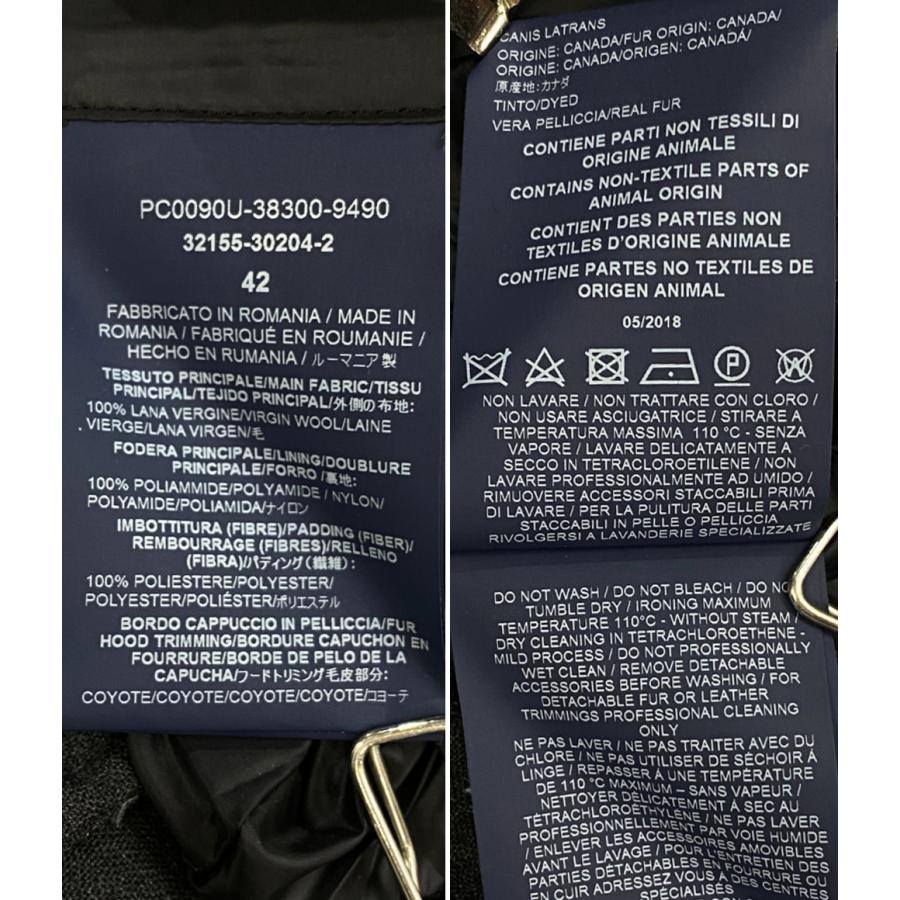 PC0090U-38300-9490
32155-30204-2
42
FABBRICATO IN ROMANIA / MADE IN
ROMANIA / FABRIQUÉ EN ROUMANIE /
HECHO EN RUMANIA / ルーマニア製
TESSUTO PRINCIPALE/MAIN FABRIC/TISSU
PRINCIPAL/TEJIDO PRINCIPAL/外側の布地:
100% LANA VERGINE/VIRGIN WOOL/LAINE
VIERGE/LANA VIRGEN/毛
FODERA PRINCIPALE/LINING/DOUBLURE
PRINCIPALE/FORRO /裏地:
100% POLIAMMIDE/POLYAMIDE / NYLON/
POLYAMIDE/POLIAMIDA/ナイロン
IMBOTTITURA (FIBRE)/PADDING (FIBER)/
REMBOURRAGE (FIBRES)/RELLENO
(FIBRA)/パディング(繊維):
100% POLIESTERE/POLYESTER/
POLYESTER/POLIÉSTER/ポリエステル
BORDO CAPPUCCIO IN PELLICCIA/FUR
HOOD TRIMMING/BORDURE CAPUCHON EN
FOURRURE/BORDE DE PELO DE LA
CAPUCHA/フードトリミング毛皮部分:
COYOTE/COYOTE/COYOTE/COYOTE/コヨーテ
CANIS LATRANS
ORIGINE: CANADA/FUR ORIGIN: CANADA/
ORIGINE: CANADA/ORIGEN: CANADÁ/
原産地:カナダ
TINTO/DYED
VERA PELLICCIA/REAL FUR
CONTIENE PARTI NON TESSILI DI
ORIGINE ANIMALE
CONTAINS NON-TEXTILE PARTS OF
ANIMAL ORIGIN
CONTIENT DES PARTIES NON
TEXTILES D'ORIGINE ANIMALE
CONTIENE PARTES NO TEXTILES DE
ORIGEN ANIMAL
05/2018
P
W
NON LAVARE / NON TRATTARE CON CLORO /
NON USARE ASCIUGATRICE / STIRARE A
TEMPERATURA MASSIMA 110 °C - SENZA
VAPORE / LAVARE DELICATAMENTE A
SECCO IN TETRACLOROETILENE / NON
LAVARE PROFESSIONALMENTE AD UMIDO /
RIMUOVERE ACCESSORI STACCABILI PRIMA
DI LAVARE / PER LA PULITURA DELLE PARTI
STACCABILI IN PELLE O PELLICCIA
RIVOLGERSI A LAVANDERIE SPECIALIZZATE
DO NOT WASH / DO NOT BLEACH / DO NO
TUMBLE DRY / IRONING MAXIMUM
TEMPERATURE 110°C - WITHOUT STEAM /
DRY CLEANING IN TETRACHLOROETHENE -
MILD PROCESS / DO NOT PROFESSIONALLY
WET CLEAN / REMOVE DETACHABLE
ACCESSORIES BEFORE WASHING / FOR
DETACHABLE FUR OR LEATHER
TRIMMINGS PROFESSIONAL CLEANING
ONLY
NE PAS LAVER / NE PAS TRAITER AVEC DU
CHLORE / NE PAS UTILISER DE SÉCHOIR À
LINGE / REPASSER À UNE TEMPÉRATURE
DE 110 °C MAXIMUM – SANS VAPEUR /
NETTOYER DÉLICATEMENT À SEC AU
TÉTRACHLOROÉTHYLÈNE / NE PAS LAVER
PROFESSIONNELLEMENT PAR VOIE HUMIDE
/ ENLEVER LES ACCESSOIRES AMOVIBLES
AVANT LE LAVAGE / POUR L'ENTRETIEN DES
PARTIES DÉTACHABLES EN FOURRURE OU
EN CUIR ADRESSEZ VOUS A DES CENTRES
SPÉCIALISÉS